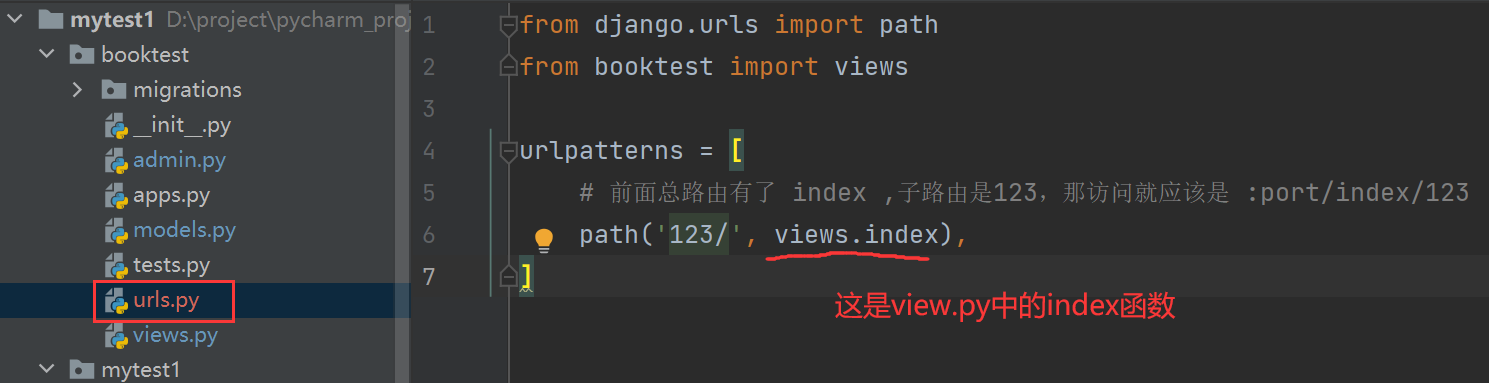 mytest1 D:\project\pycharm_proj
booktest
migrations
__init__.py
admin.py
apps.py
models.py
tests.py
urls.py
views.py
mytest1
1 from django.urls import path
2 from booktest import views
3
4 urlpatterns = [
5 # 前面总路由有了 index ,子路由是123，那访问就应该是 :port/index/123
6 path('123/', views.index),
7 ]
这是view.py中的index函数